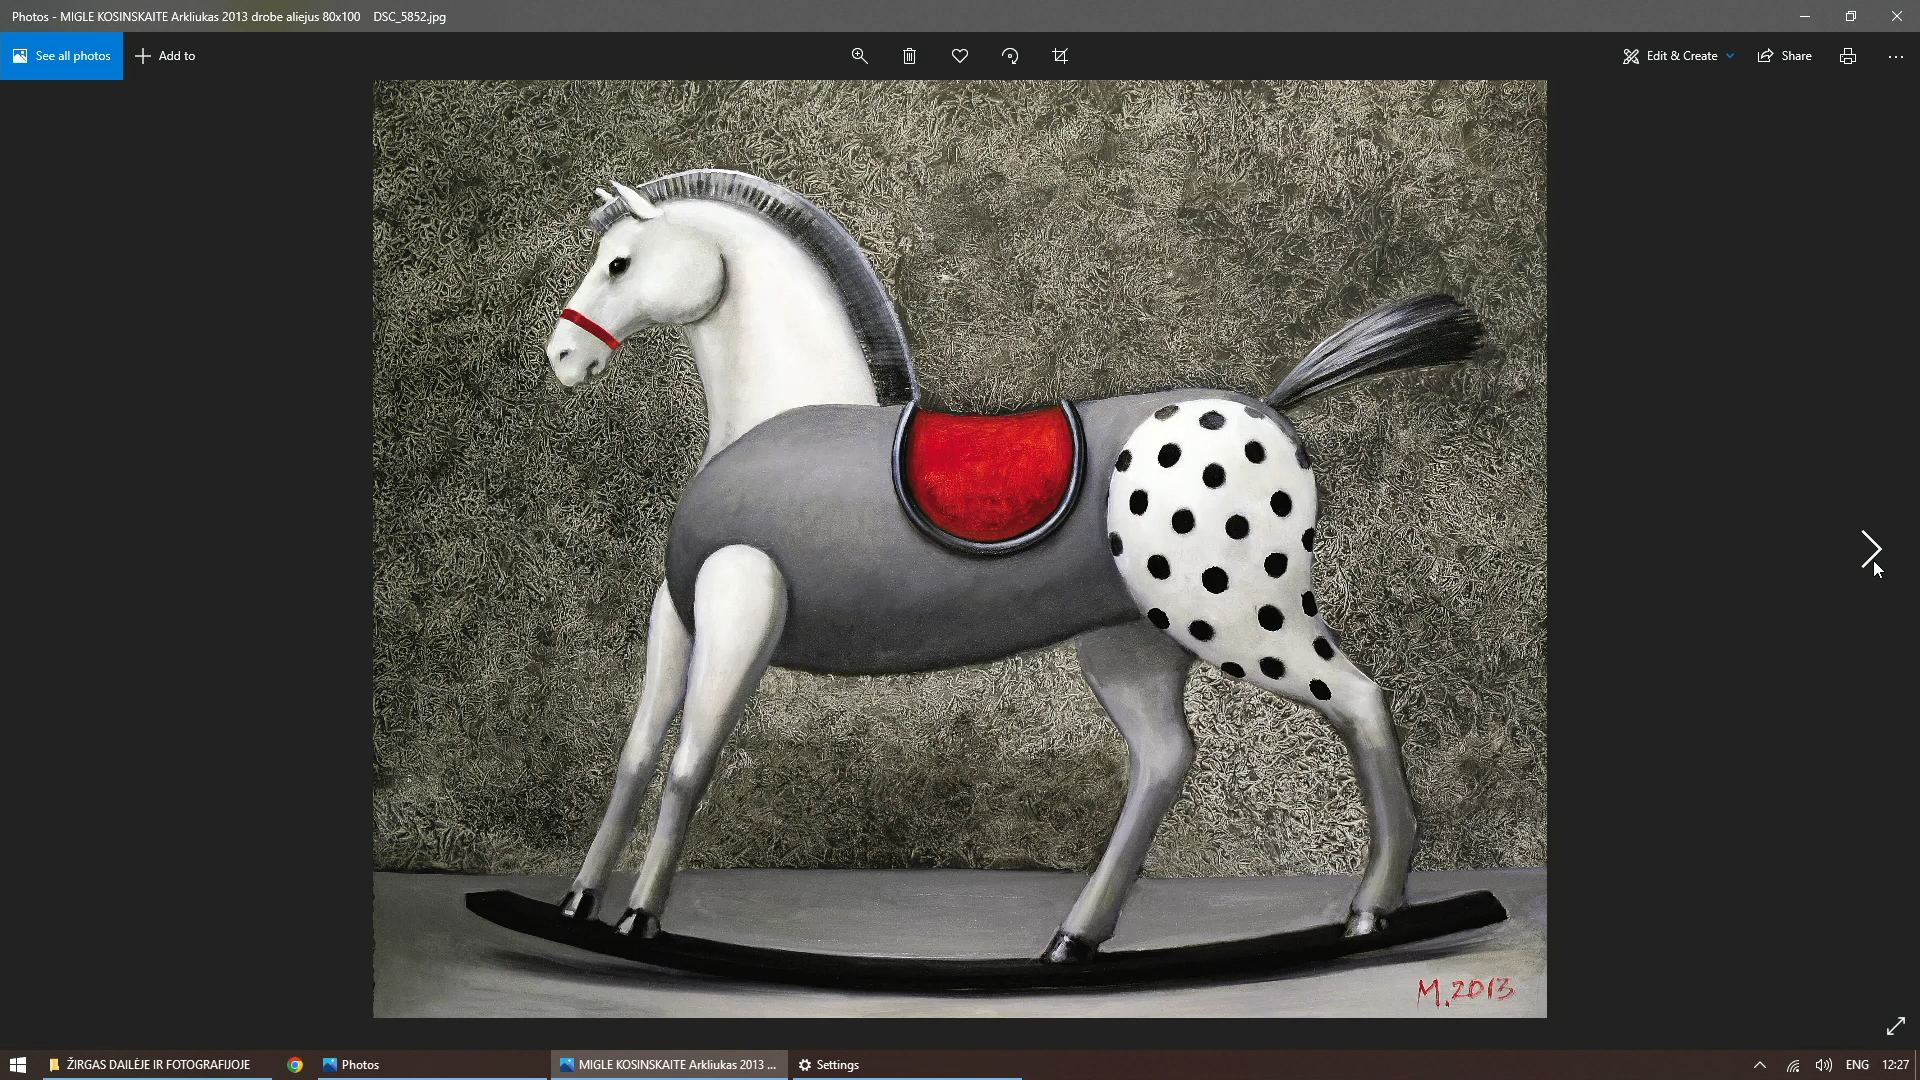 Photos - MIGLE KOSINSKAITE Arkliukas 2013 drobe aliejus 80x100 DSC_5852.jpg
See all photos
Add to
Edit & Create
Share
M.2013
ŽIRGAS DAILĖJE IR FOTOGRAFIJOJE
Photos
MIGLE KOSINSKAITE Arkliukas 2013 ...
Settings
ENG
12:27